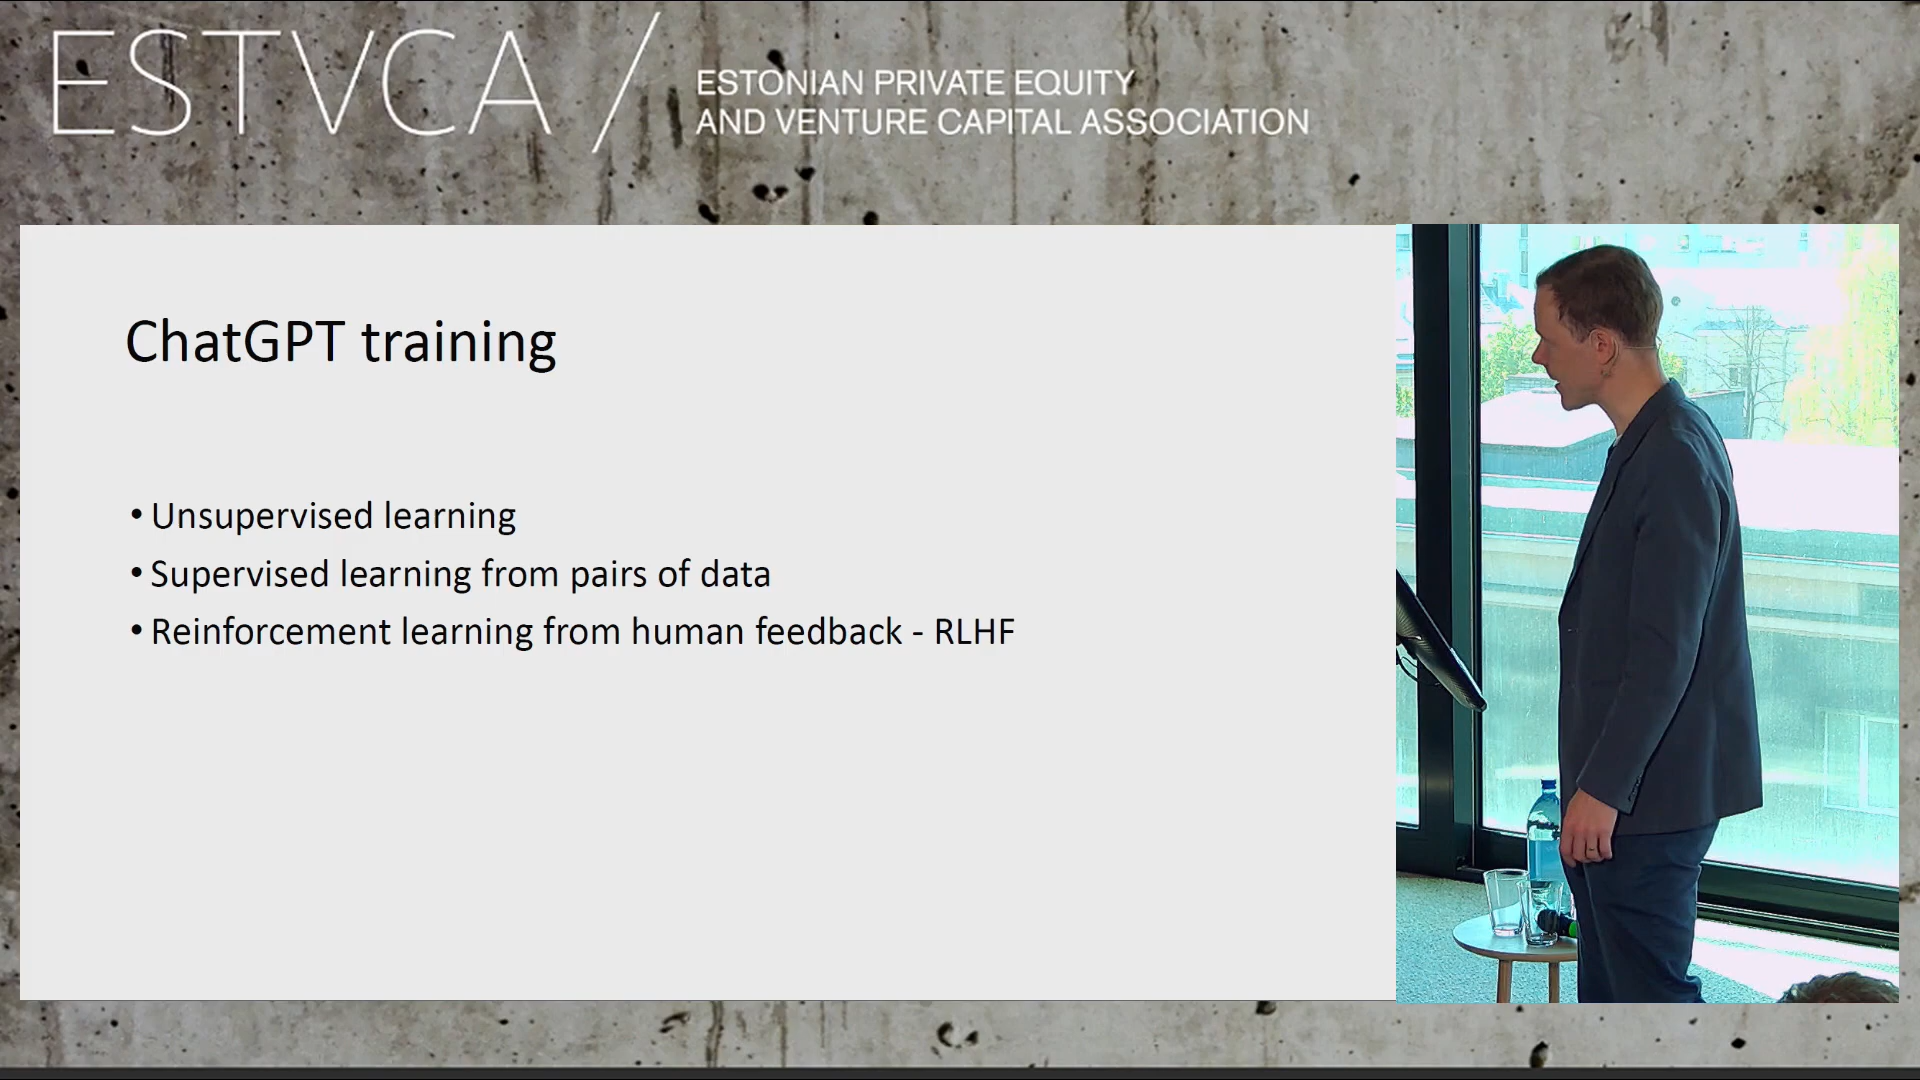 ESTVCA /
ESTONIAN PRIVATE EQUITY
AND VENTURE CAPITAL ASSOCIATION
ChatGPT training
• Unsupervised learning
• Supervised learning from pairs of data
• Reinforcement learning from human feedback - RLHF